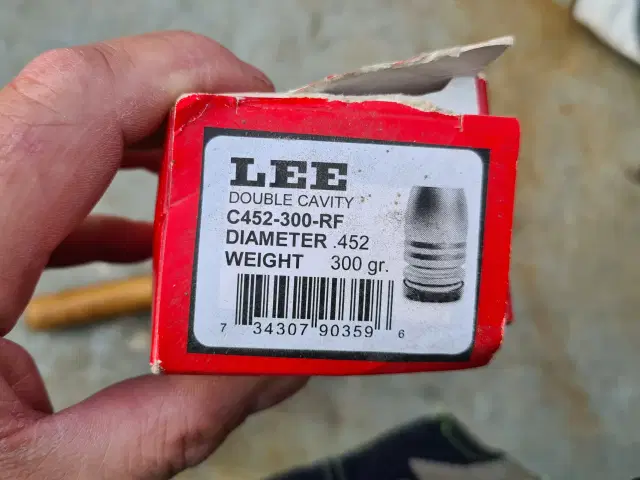 LEE
DOUBLE CAVITY
C452-300-RF
DIAMETER .452
WEIGHT 300 gr.
7 34307 90359 6